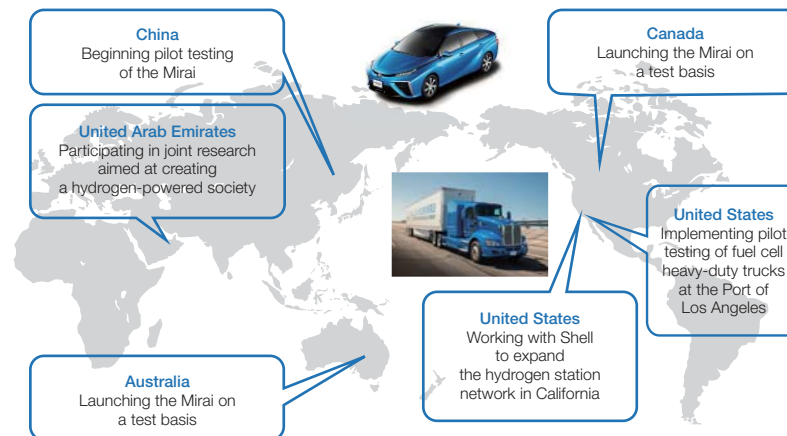 China
Beginning pilot testing
of the Mirai
Canada
Launching the Mirai on
a test basis
United Arab Emirates
Participating in joint research
aimed at creating
a hydrogen-powered society
United States
Implementing pilot
testing of fuel cell
heavy-duty trucks
at the Port of
Los Angeles
United States
Working with Shell
to expand
the hydrogen station
network in California
Australia
Launching the Mirai on
a test basis